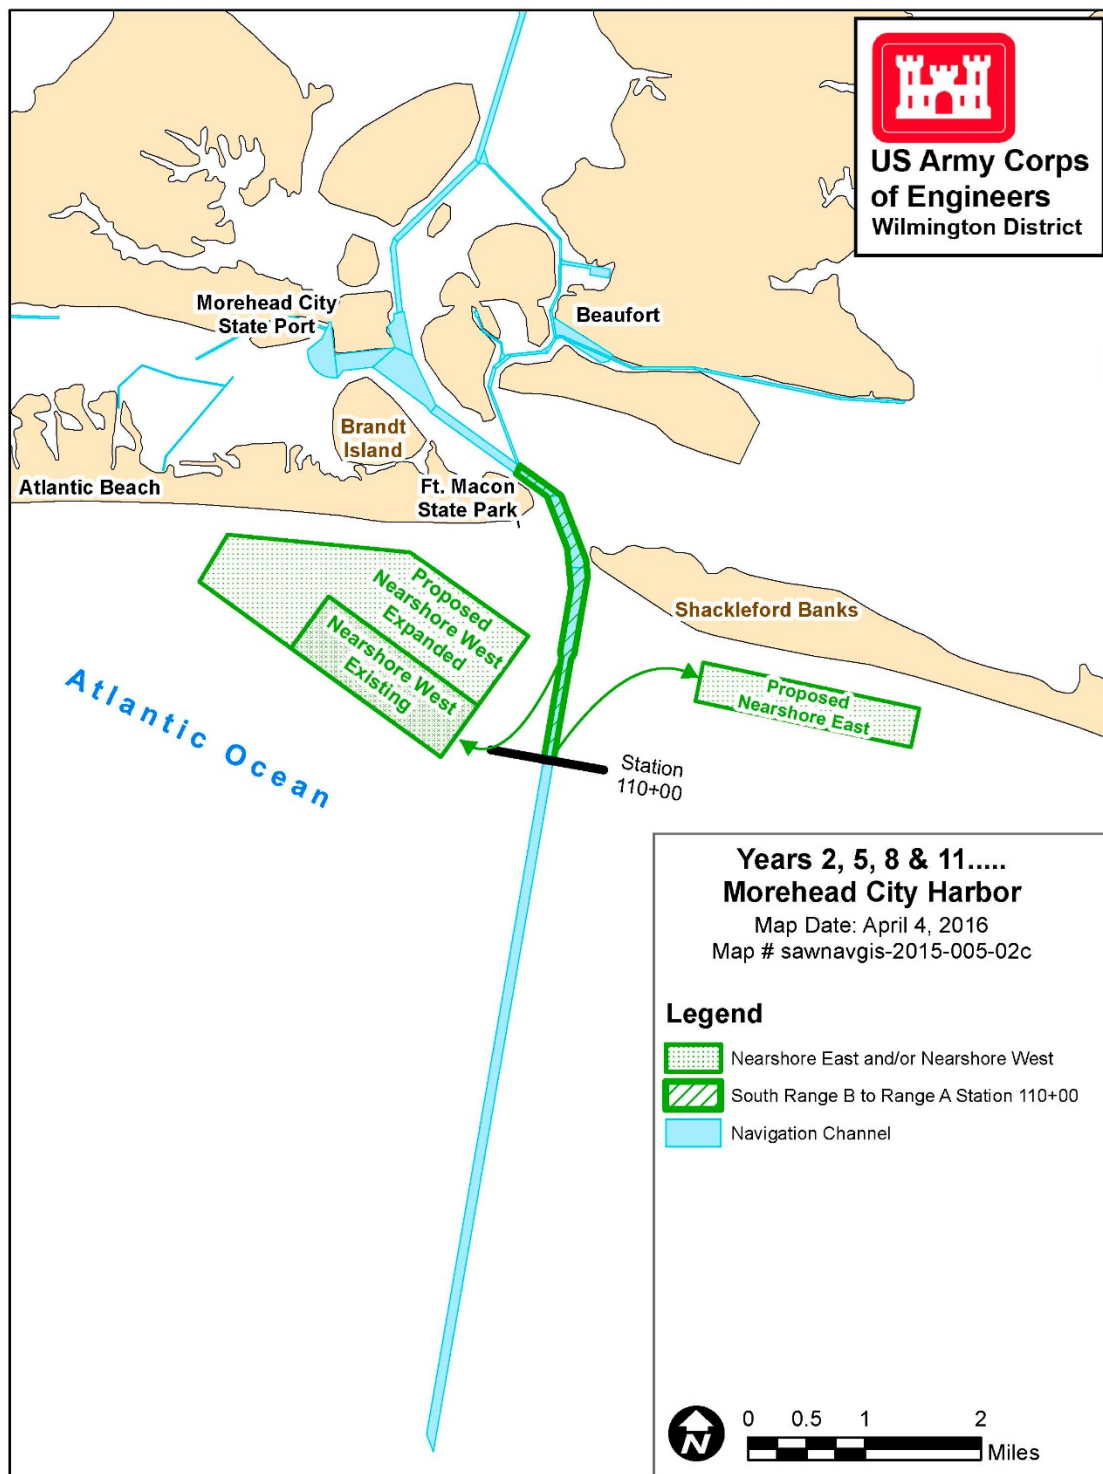 US Army Corps
of Engineers
Wilmington District
Morehead City
State Port
Beaufort
Brandt
Island
Atlantic Beach
Ft. Macon
State Park
Proposed
Nearshore West
Expanded
Nearshore West
Existing
Shackleford Banks
Proposed
Nearshore East
Atlantic Ocean
Station
110+00
Years 2, 5, 8 & 11.....
Morehead City Harbor
Map Date: April 4, 2016
Map # sawnavgis-2015-005-02c
Legend
Nearshore East and/or Nearshore West
South Range B to Range A Station 110+00
Navigation Channel
N
0 0.5 1 2
Miles